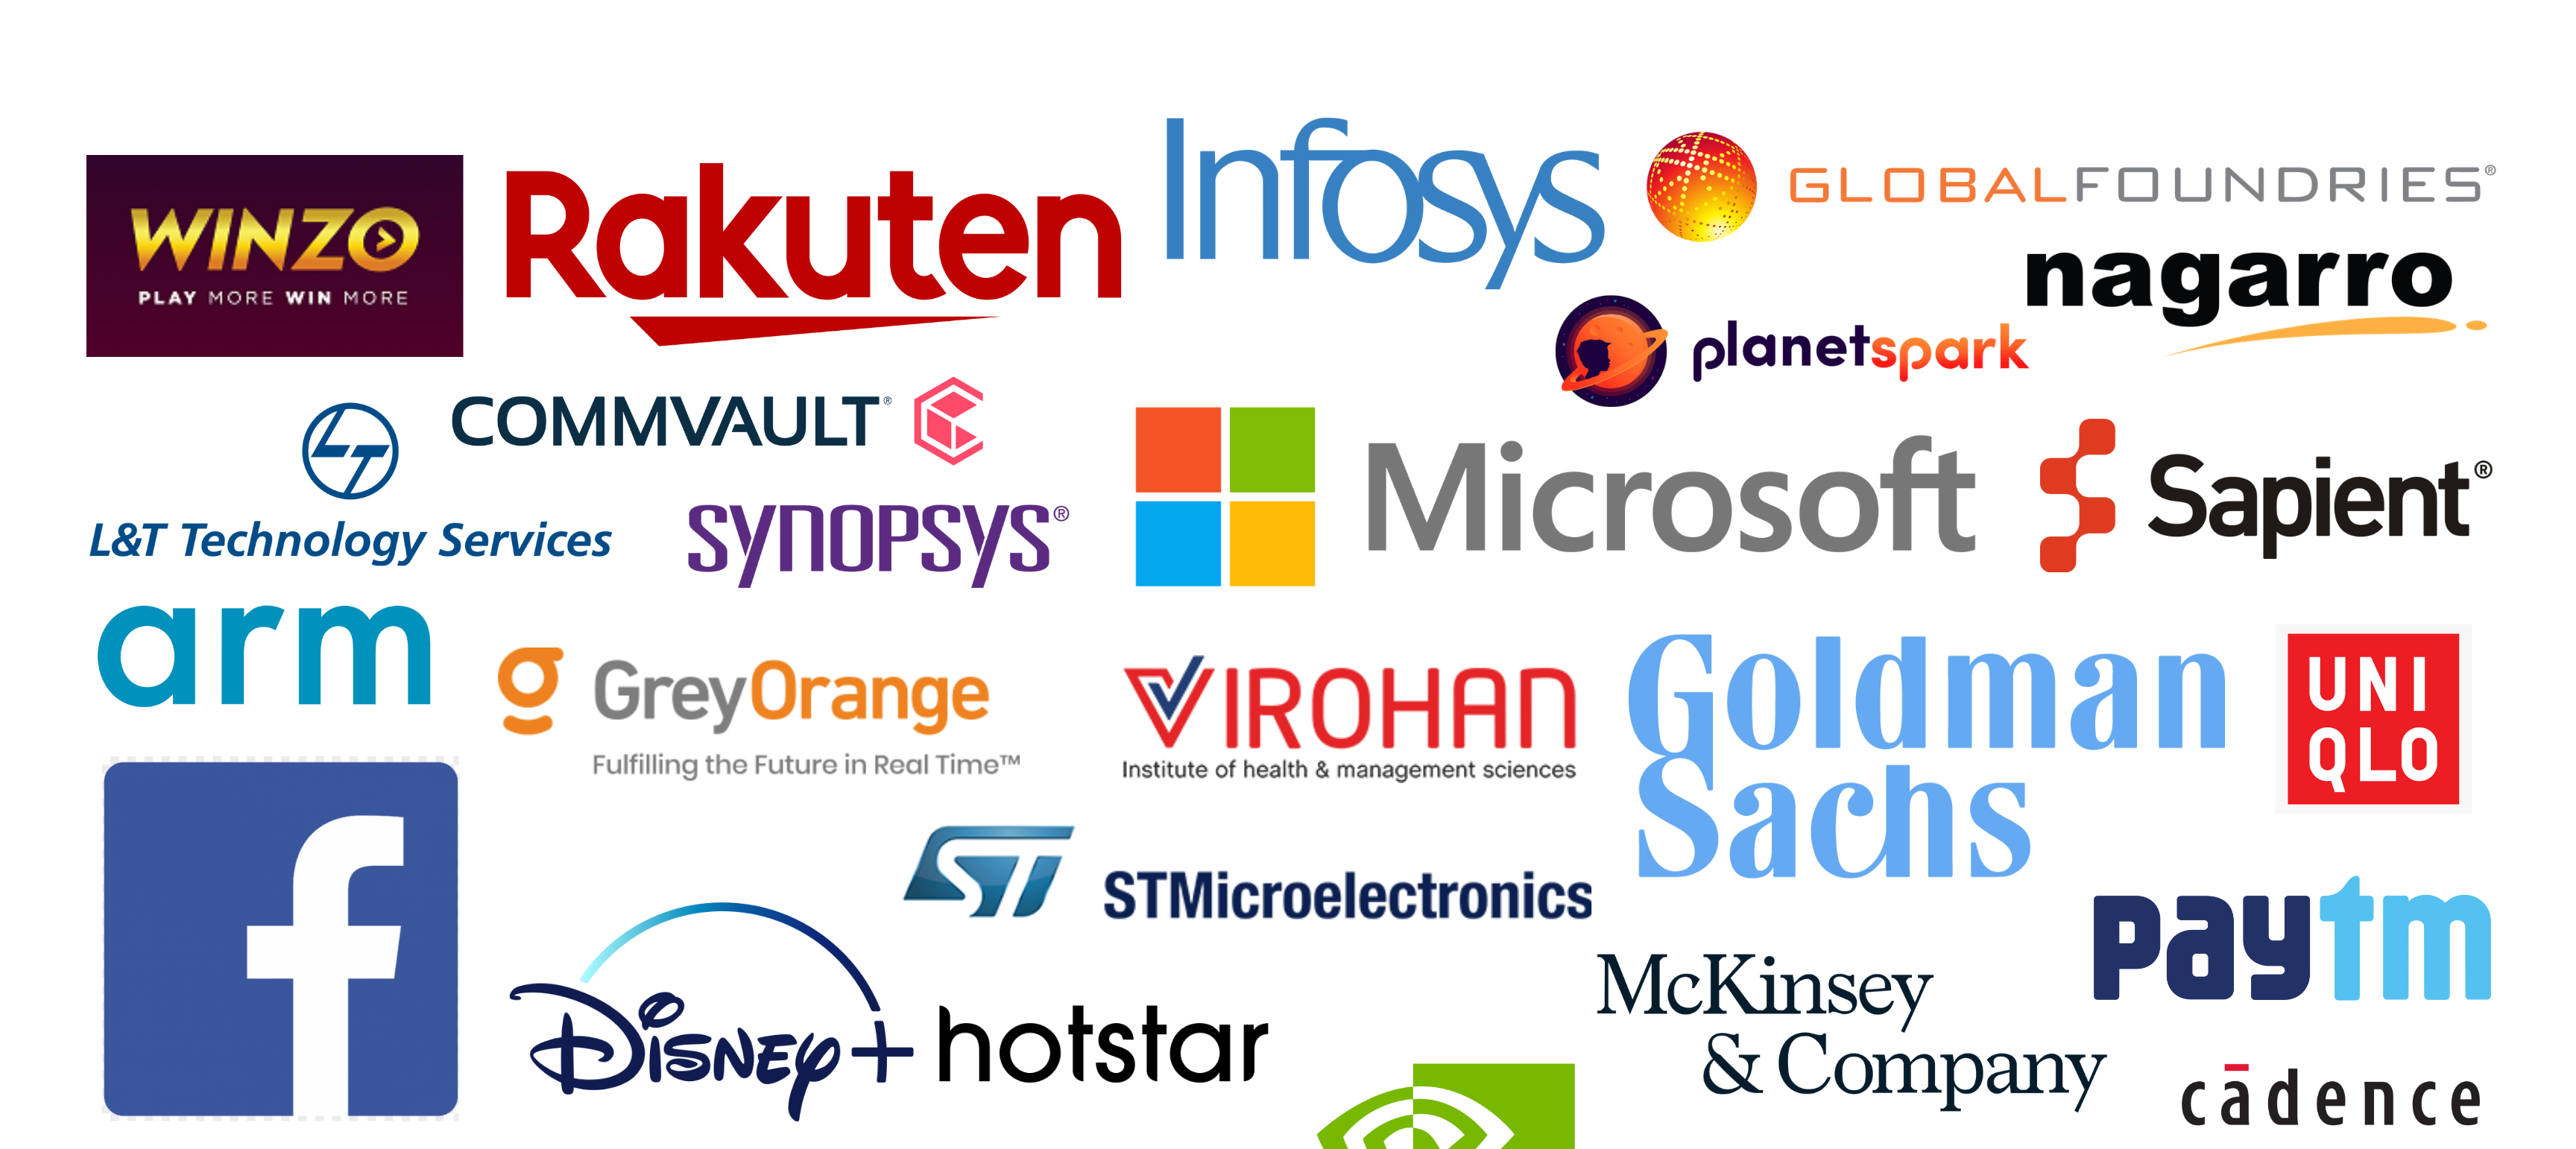 WINZO
PLAY MORE WIN MORE
Rakuten
Infosys
GLOBALFOUNDRIES®
nagarro
planetspark
COMMVAULT®
LT
L&T Technology Services
SYNOPSYS®
Microsoft
Sapient®
arm
g GreyOrange
Fulfilling the Future in Real Time™
VIROHAN
Institute of health & management sciences
Goldman
Sachs
UNI
QLO
f
ST STMicroelectronics
Disney+ hotstar
McKinsey
& Company
paytm
cādence